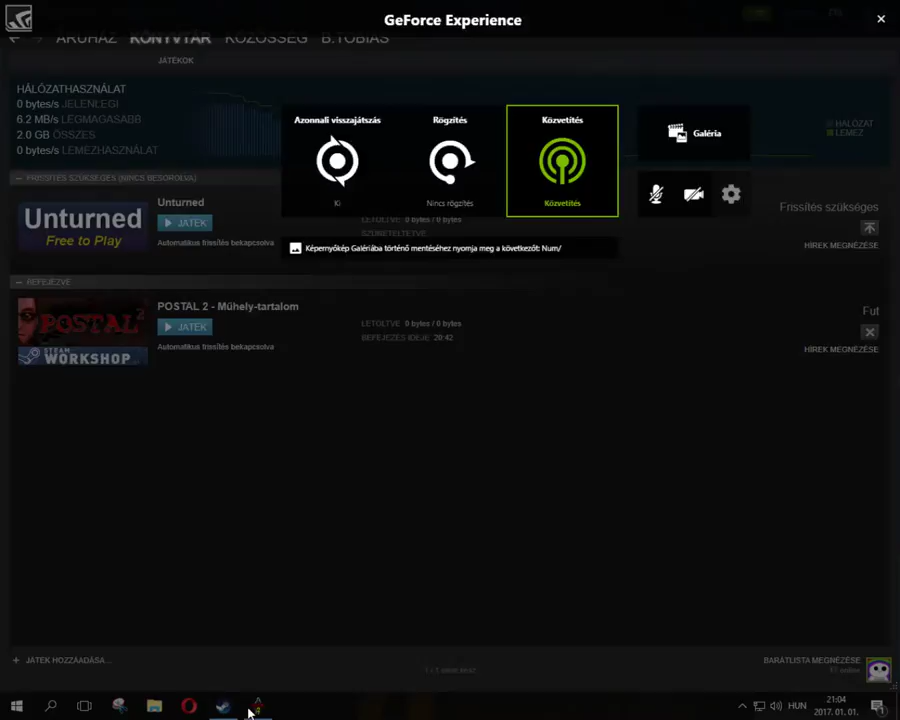 GeForce Experience
ÁRUHÁZ KÖNYVTÁR KÖZÖSSÉG B.TOBIAS
JÁTÉKOK
HÁLÓZATHASZNÁLAT
0 bytes/s JELENLEGI
6.2 MB/s LEGMAGASABB
2.0 GB ÖSSZES
0 bytes/s LEMEZHASZNÁLAT
HÁLÓZAT
LEMEZ
Azonnali visszajátszás
Ki
Rögzítés
Nincs rögzítés
Közvetítés
Közvetítés
Galéria
Képernyőkép Galériába történő mentéséhez nyomja meg a következőt: Num/
FRISSÍTÉS SZÜKSÉGES (NINCS BESOROLVA)
Unturned
Free to Play
Unturned
JÁTÉK
Automatikus frissítés bekapcsolva
LETÖLTVE 0 bytes / 0 bytes
Frissítés szükséges
HÍREK MEGNÉZÉSE
BEFEJEZVE
POSTAL 2
STEAM
WORKSHOP
POSTAL 2 - Műhely-tartalom
JÁTÉK
Automatikus frissítés bekapcsolva
LETÖLTVE 0 bytes / 0 bytes
BEFEJEZÉS IDEJE: 20:42
Fut
HÍREK MEGNÉZÉSE
+ JÁTÉK HOZZÁADÁSA...
BARÁTLISTA MEGNÉZÉSE
online
HUN
21:04
2017. 01. 01.